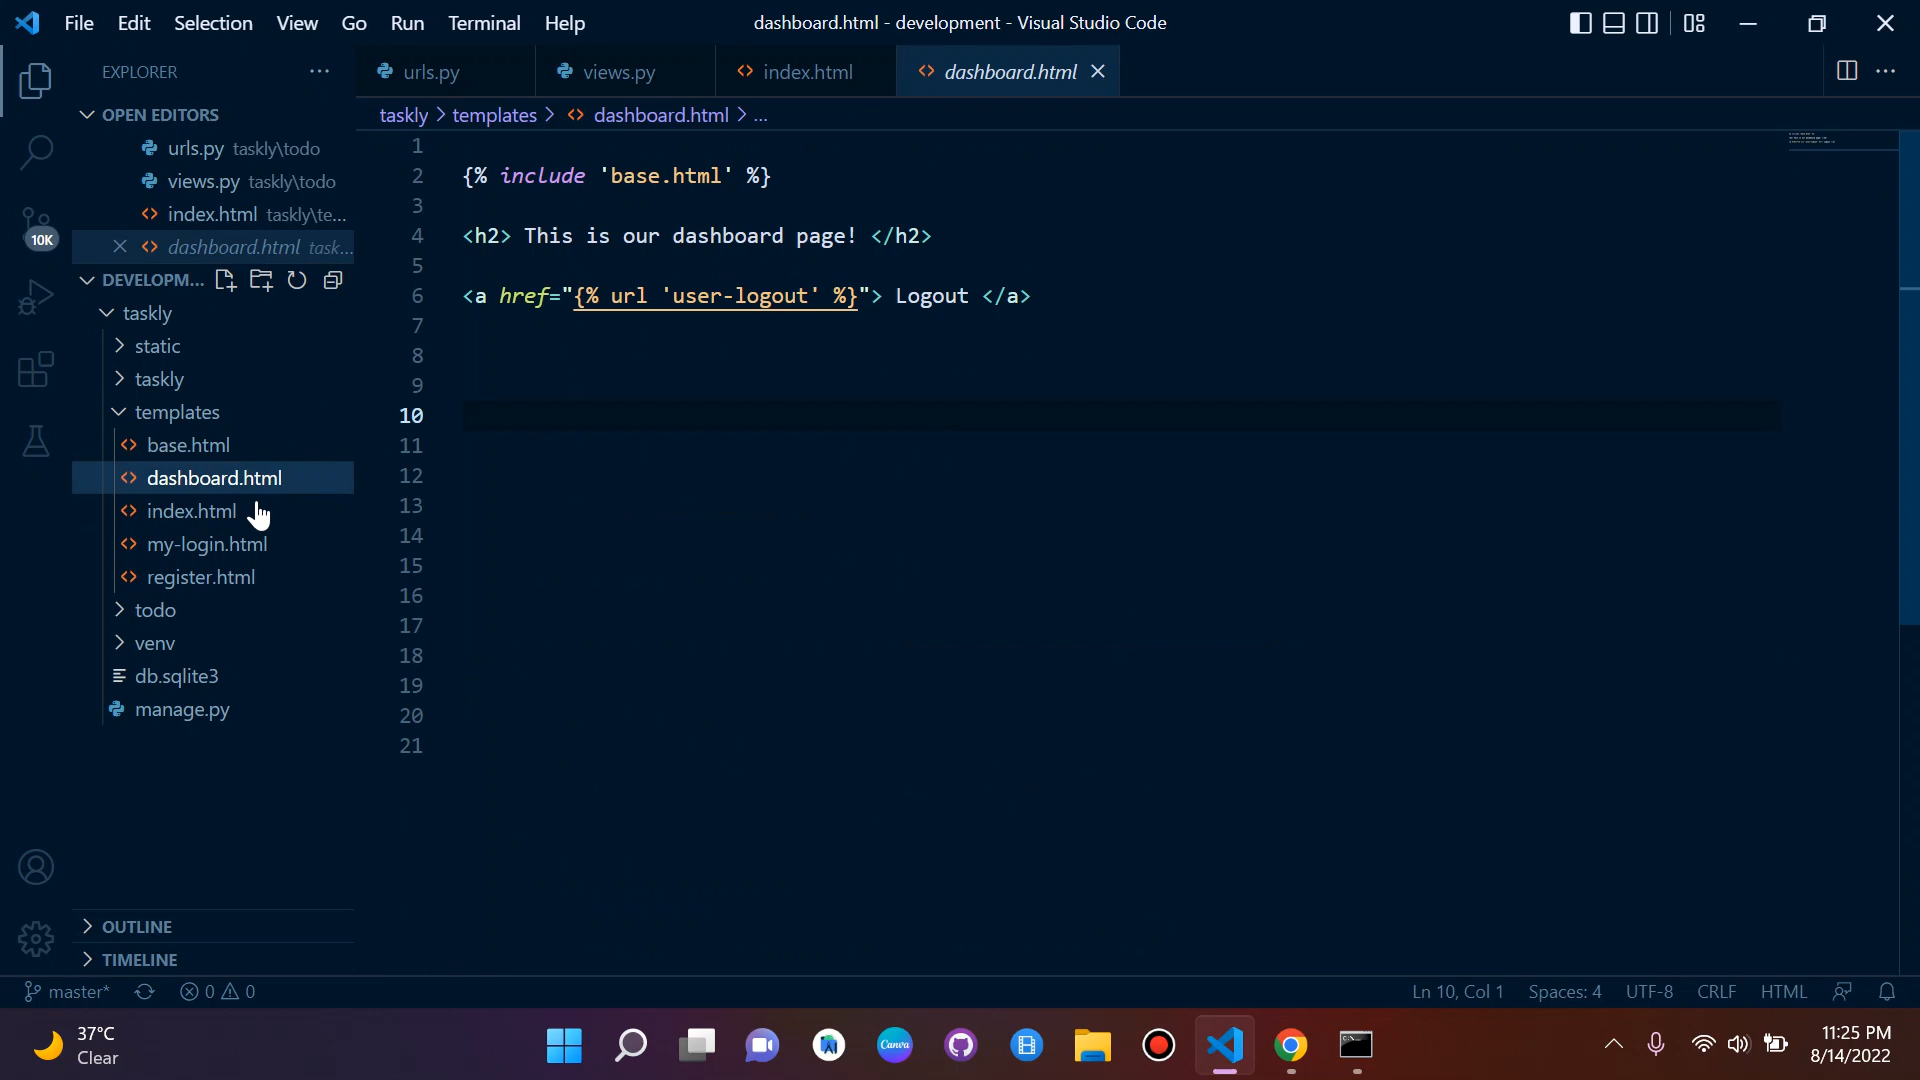 File Edit Selection View Go Run Terminal Help
dashboard.html - development - Visual Studio Code
EXPLORER
urls.py
views.py
index.html
dashboard.html
OPEN EDITORS
taskly > templates > dashboard.html > ...
urls.py taskly\todo
views.py taskly\todo
index.html taskly\te...
dashboard.html task...
10K
DEVELOPM...
taskly
static
taskly
templates
base.html
dashboard.html
index.html
my-login.html
register.html
todo
venv
db.sqlite3
manage.py
OUTLINE
TIMELINE
1
2 {% include 'base.html' %}
3
4 <h2> This is our dashboard page! </h2>
5
6 <a href="{% url 'user-logout' %}"> Logout </a>
7
8
9
10
11
12
13
14
15
16
17
18
19
20
21
master* 0 0
Ln 10, Col 1 Spaces: 4 UTF-8 CRLF HTML
37°C
Clear
Canva
11:25 PM
8/14/2022